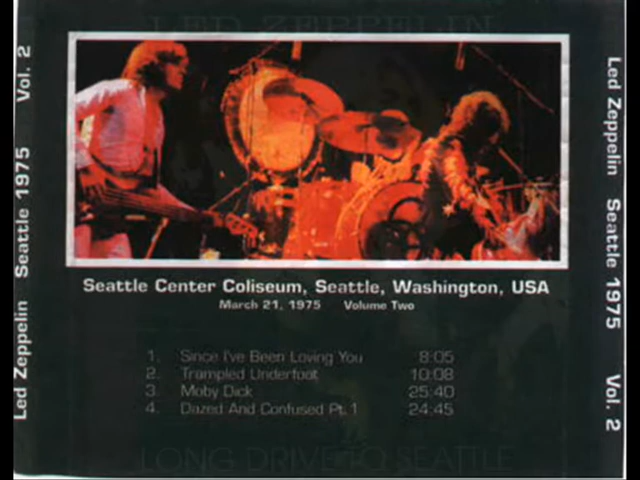 LED ZEPPELIN
Led Zeppelin Seattle 1975 Vol. 2
Led Zeppelin Seattle 1975 Vol. 2
Seattle Center Coliseum, Seattle, Washington, USA
March 21, 1975 Volume Two
1. Since I've Been Loving You 8:05
2. Trampled Underfoot 10:08
3. Moby Dick 25:40
4. Dazed And Confused Pt. 1 24:45
LONG DRIVE TO SEATTLE